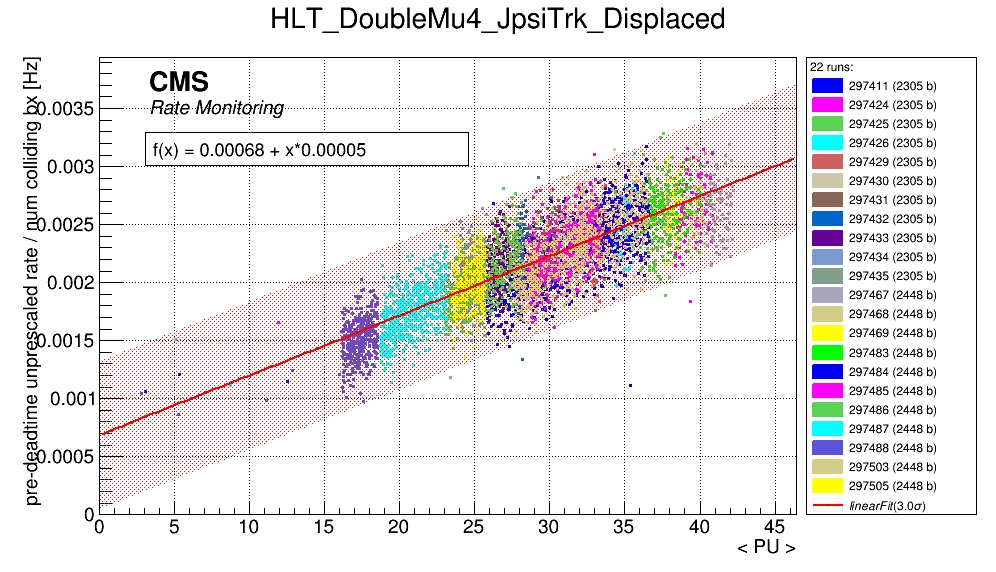 HLT_DoubleMu4_JpsiTrk_Displaced
pre-deadtime unprescaled rate / num colliding bx [Hz]
CMS
Rate Monitoring
f(x) = 0.00068 + x*0.00005
0.0035
0.003
0.0025
0.002
0.0015
0.001
0.0005
0
0 5 10 15 20 25 30 35 40 45
< PU >
22 runs:
297411 (2305 b)
297424 (2305 b)
297425 (2305 b)
297426 (2305 b)
297429 (2305 b)
297430 (2305 b)
297431 (2305 b)
297432 (2305 b)
297433 (2305 b)
297434 (2305 b)
297435 (2305 b)
297467 (2448 b)
297468 (2448 b)
297469 (2448 b)
297483 (2448 b)
297484 (2448 b)
297485 (2448 b)
297486 (2448 b)
297487 (2448 b)
297488 (2448 b)
297503 (2448 b)
297505 (2448 b)
linearFit(3.0σ)